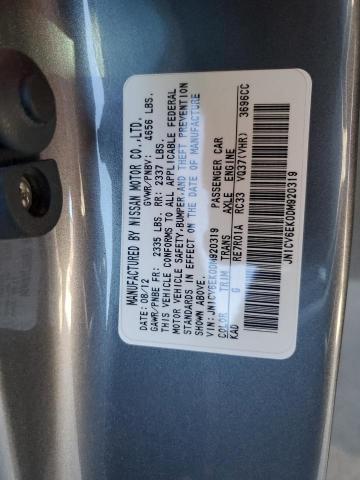 MANUFACTURED BY NISSAN MOTOR CO.,LTD.
DATE: 08/12 GVWR/PNBV: 4656 LBS.
GAWR/PNBE FR: 2335 LBS. RR: 2337 LBS.
THIS VEHICLE CONFORMS TO ALL APPLICABLE FEDERAL
MOTOR VEHICLE SAFETY,BUMPER,AND THEFT PREVENTION
STANDARDS IN EFFECT ON THE DATE OF MANUFACTURE
SHOWN ABOVE.
VIN: JN1CV6EK0DM920319 PASSENGER CAR
COLOR TRIM TRANS AXLE ENGINE
KAD G RE7R01A RC33 VQ37(VHR) 3696CC
JN1CV6EK0DM920319